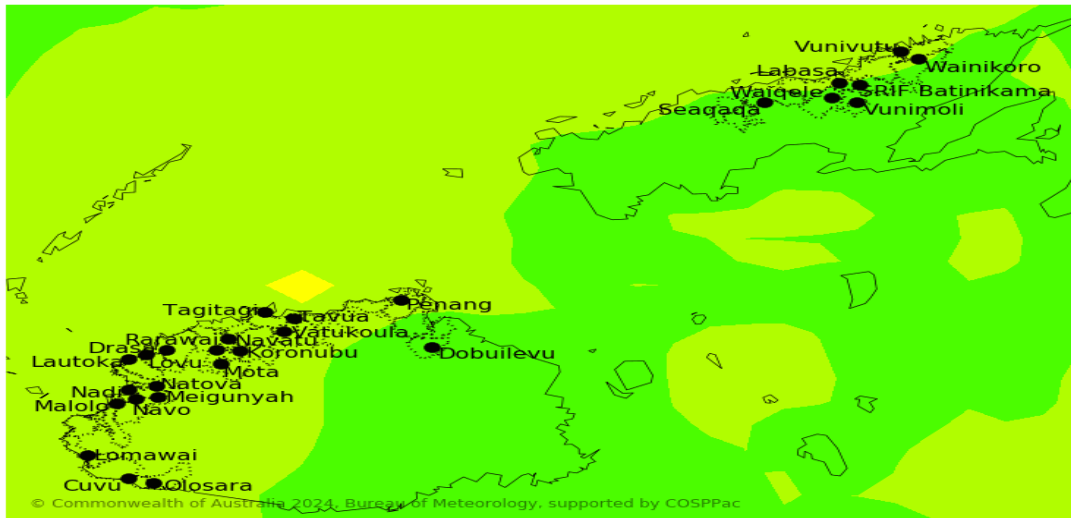 Vunivutu
Wainikoro
Labasa
SRIF Batinikama
Waiqele
Vunimoli
Seaqaqa
Penang
Tagitagi
Tavua
Vatukoula
Rarawai
Navatu
Drasa
Koronubu
Dobuilevu
Lautoka
Lovu
Mota
Natova
Nadi
Meigunyah
Malolo
Navo
Lomawai
Cuvu
Olosara
© Commonwealth of Australia 2024, Bureau of Meteorology, supported by COSPPac